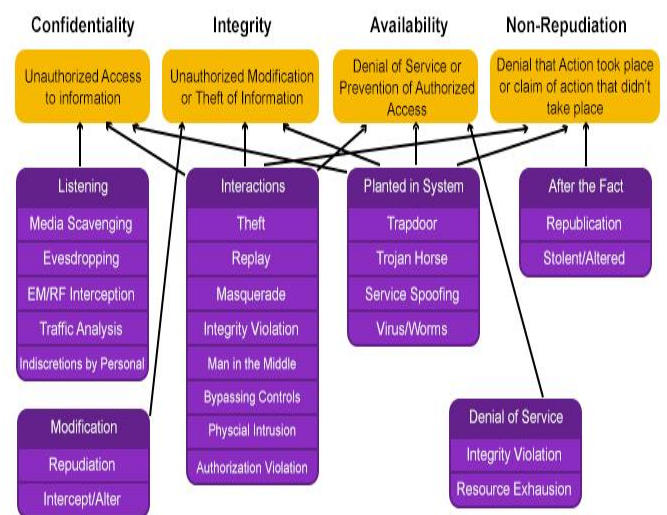 Confidentiality
Integrity
Availability
Non-Repudiation
Unauthorized Access
to information
Unauthorized Modification
or Theft of Information
Denial of Service or
Prevention of Authorized
Access
Denial that Action took place
or claim of action that didn't
take place
Listening
Media Scavenging
Evesdropping
EM/RF Interception
Traffic Analysis
Indiscretions by Personal
Interactions
Theft
Replay
Masquerade
Integrity Violation
Man in the Middle
Bypassing Controls
Physcial Intrusion
Authorization Violation
Planted in System
Trapdoor
Trojan Horse
Service Spoofing
Virus/Worms
After the Fact
Republication
Stolent/Altered
Modification
Repudiation
Intercept/Alter
Denial of Service
Integrity Violation
Resource Exhausion